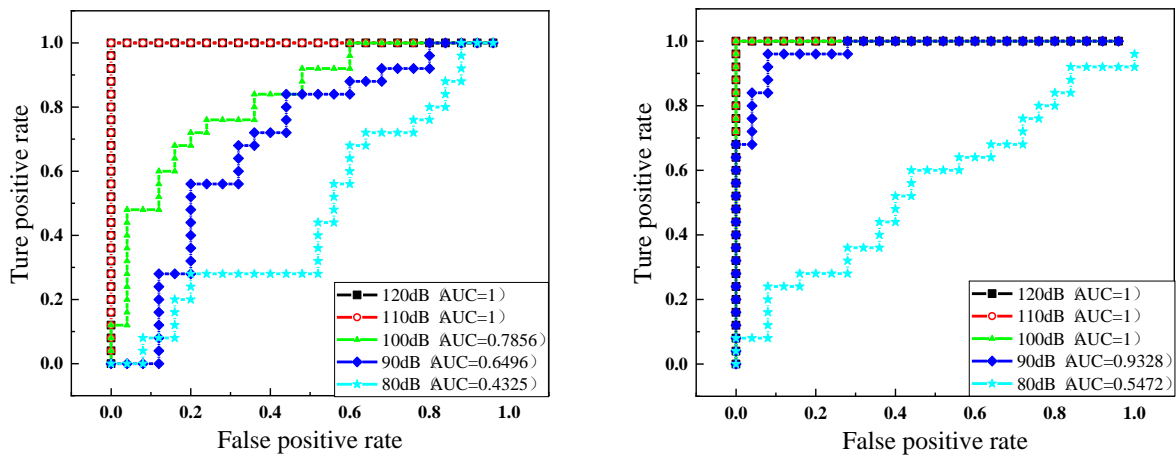 1.0
0.8
0.6
0.4
0.2
0.0
Ture positive rate
0.0 0.2 0.4 0.6 0.8 1.0
False positive rate
120dB (AUC=1)
110dB (AUC=1)
100dB (AUC=0.7856)
90dB (AUC=0.6496)
80dB (AUC=0.4325)
1.0
0.8
0.6
0.4
0.2
0.0
Ture positive rate
0.0 0.2 0.4 0.6 0.8 1.0
False positive rate
120dB (AUC=1)
110dB (AUC=1)
100dB (AUC=1)
90dB (AUC=0.9328)
80dB (AUC=0.5472)